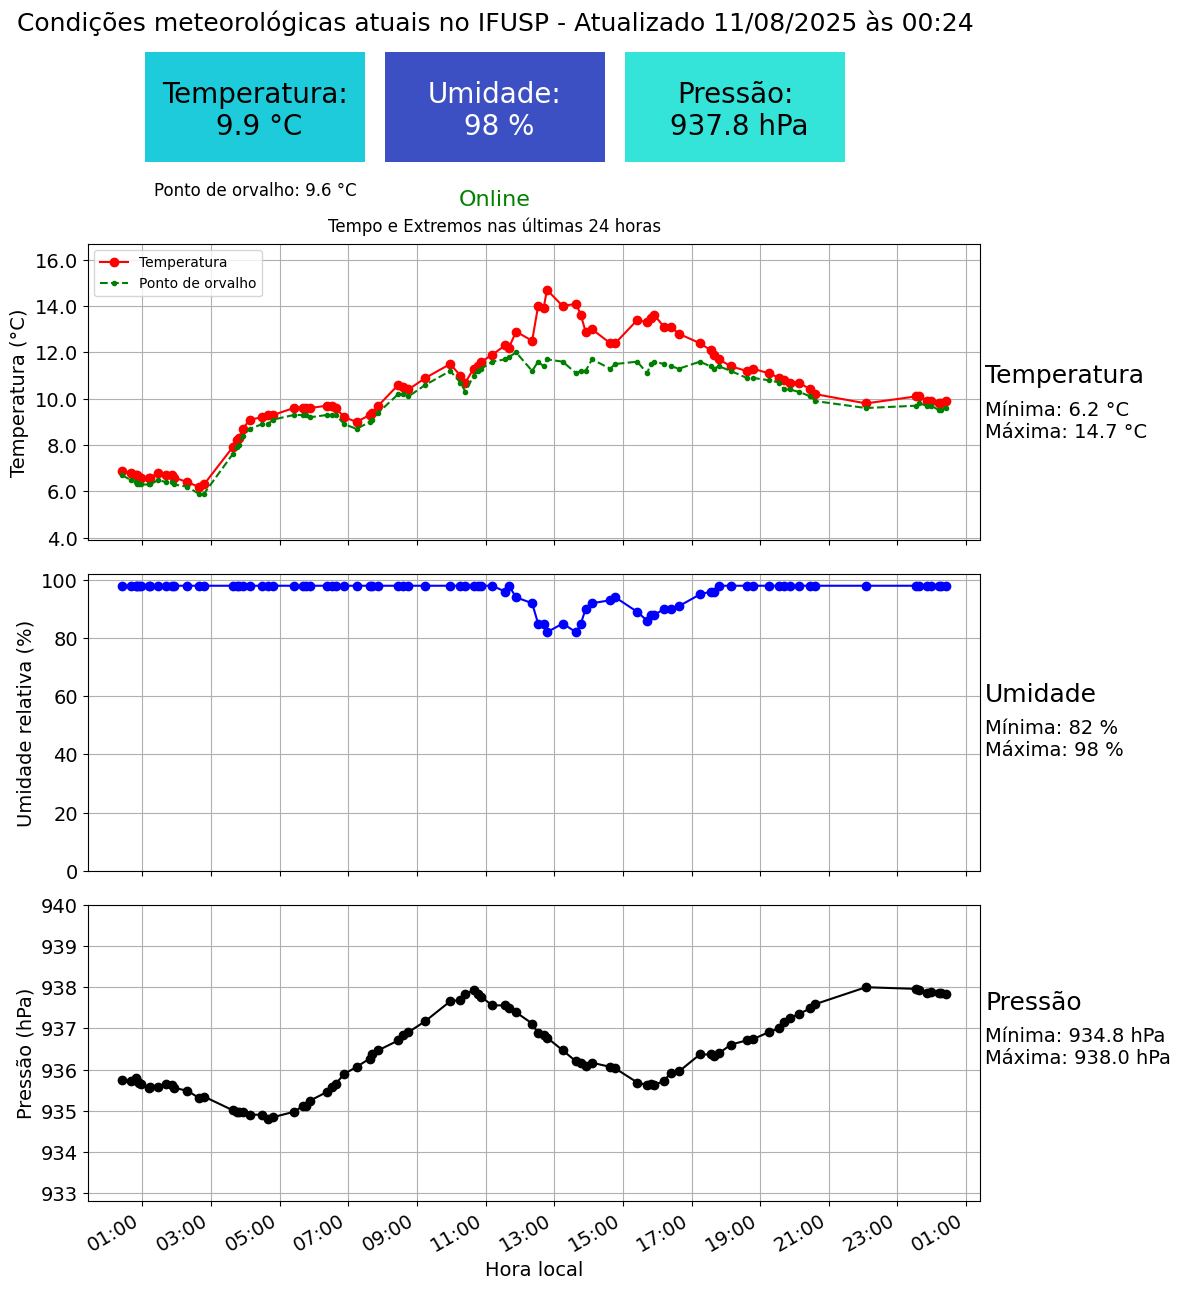 Condições meteorológicas atuais no IFUSP - Atualizado 11/08/2025 às 00:24
Temperatura:
9.9 °C
Umidade:
98 %
Pressão:
937.8 hPa
Ponto de orvalho: 9.6 °C
Online
Tempo e Extremos nas últimas 24 horas
Temperatura
Ponto de orvalho
Temperatura (°C)
16.0
14.0
12.0
10.0
8.0
6.0
4.0
Temperatura
Mínima: 6.2 °C
Máxima: 14.7 °C
Umidade relativa (%)
100
80
60
40
20
0
Umidade
Mínima: 82 %
Máxima: 98 %
Pressão (hPa)
940
939
938
937
936
935
934
933
Pressão
Mínima: 934.8 hPa
Máxima: 938.0 hPa
01:00 03:00 05:00 07:00 09:00 11:00 13:00 15:00 17:00 19:00 21:00 23:00 01:00
Hora local